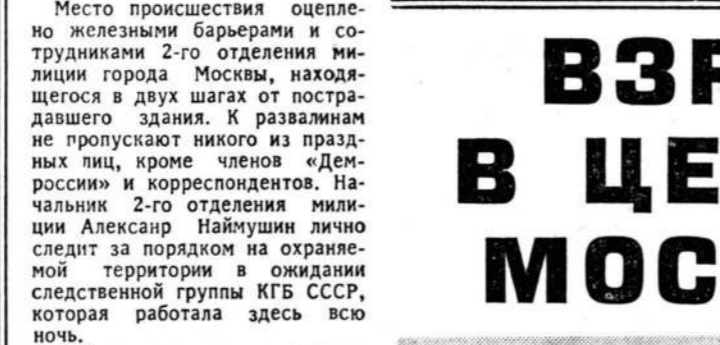 Место происшествия оцепле-
но железными барьерами и со-
трудниками 2-го отделения ми-
лиции города Москвы, находя-
щегося в двух шагах от постра-
давшего здания. К развалинам
не пропускают никого из празд-
ных лиц, кроме членов «Дем-
россии» и корреспондентов. На-
чальник 2-го отделения мили-
ции Алексанр Наймушин лично
следит за порядком на охраняе-
мой территории в ожидании
следственной группы КГБ СССР,
которая работала здесь всю
ночь.
ВЗР
В ЦЕ
МОС